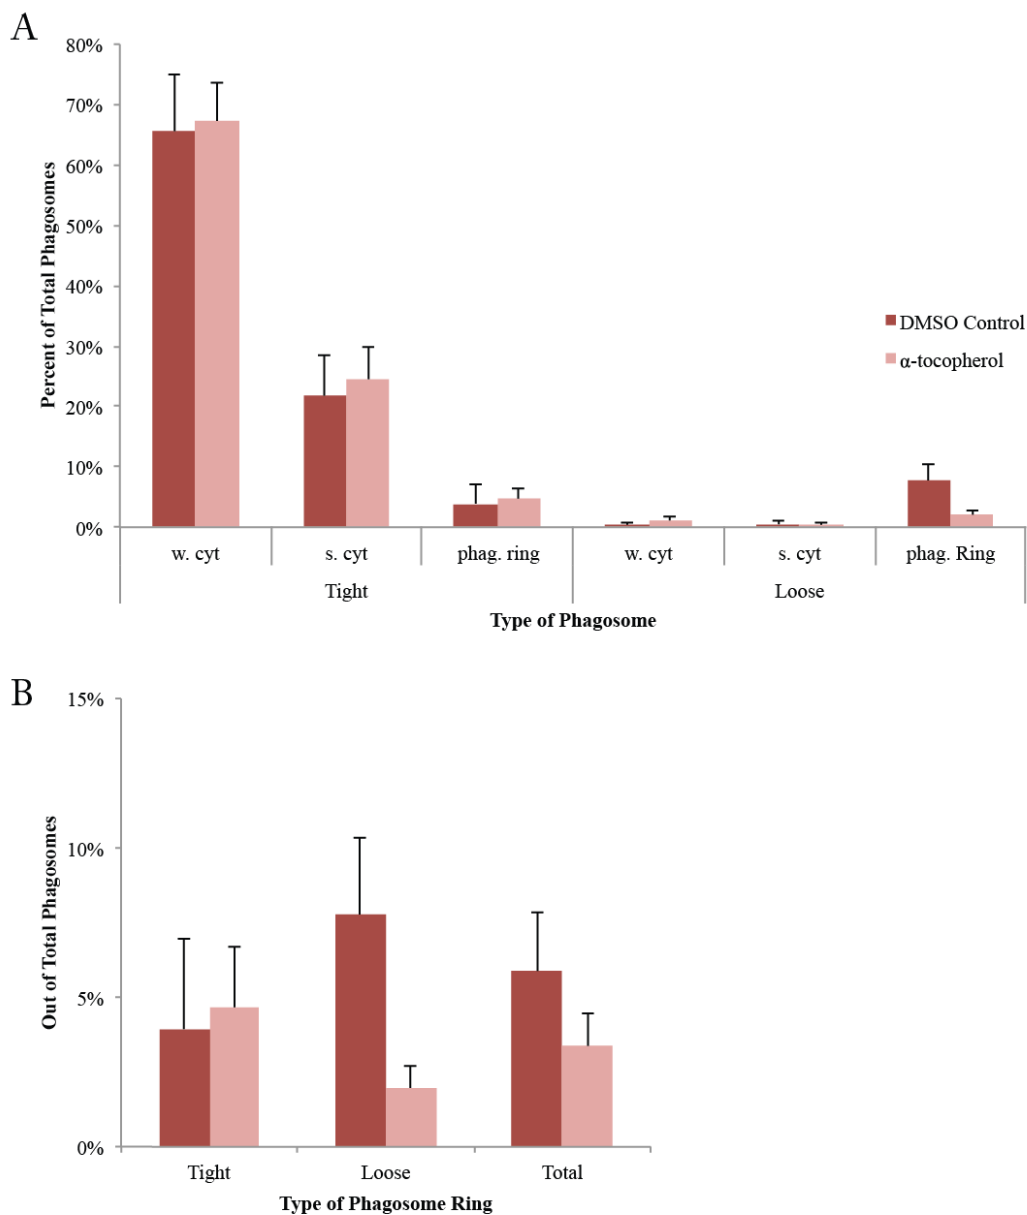 A
80%
70%
60%
50%
40%
30%
20%
10%
0%
Percent of Total Phagosomes
DMSO Control
α-tocopherol
w. cyt s. cyt phag. ring w. cyt s. cyt phag. Ring
Tight Loose
Type of Phagosome
B
15%
10%
5%
0%
Out of Total Phagosomes
Tight Loose Total
Type of Phagosome Ring